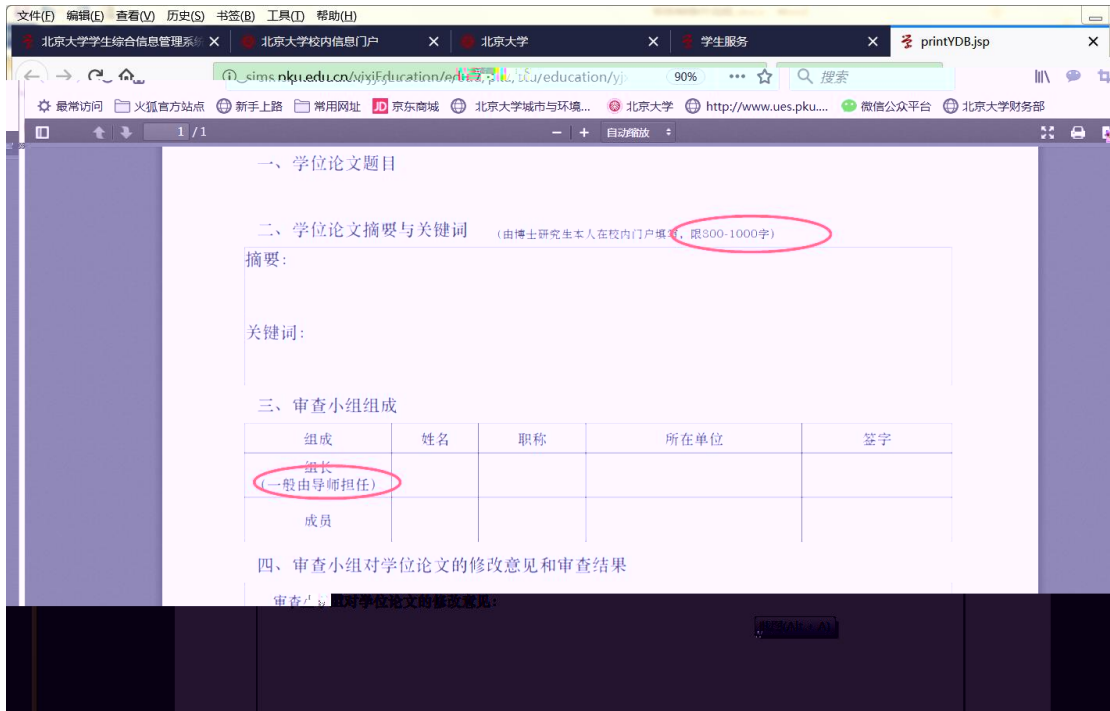 文件(F) 编辑(E) 查看(V) 历史(S) 书签(B) 工具(T) 帮助(H)
北京大学学生综合信息管理系统 北京大学校内信息门户 北京大学 学生服务 printYDB.jsp
90% 搜索
最常访问 火狐官方站点 新手上路 常用网址 JD 京东商城 北京大学城市与环境... 北京大学 http://www.ues.pku.... 微信公众平台 北京大学财务部
1 / 1 自动缩放
一、学位论文题目
二、学位论文摘要与关键词 (由博士研究生本人在校内门户填写, 限800-1000字)
摘要:
关键词:
三、审查小组组成
组成 姓名 职称 所在单位 签字
组长
(一般由导师担任)
成员
四、审查小组对学位论文的修改意见和审查结果
审查小组对学位论文的修改意见: